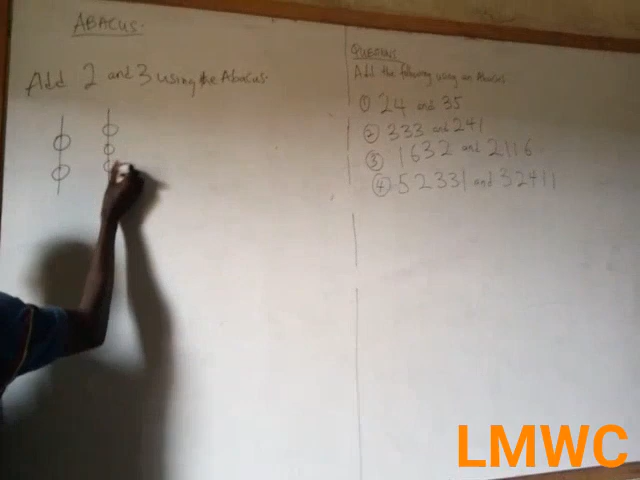 ABACUS.
Add 2 and 3 using the Abacus.
QUESTIONS
Add the following using an Abacus
① 24 and 35
② 333 and 241
③ 1632 and 2116
④ 52331 and 32411
LMWC